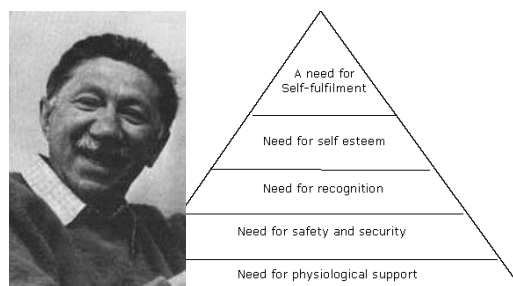 A need for
Self-fulfilment
Need for self esteem
Need for recognition
Need for safety and security
Need for physiological support